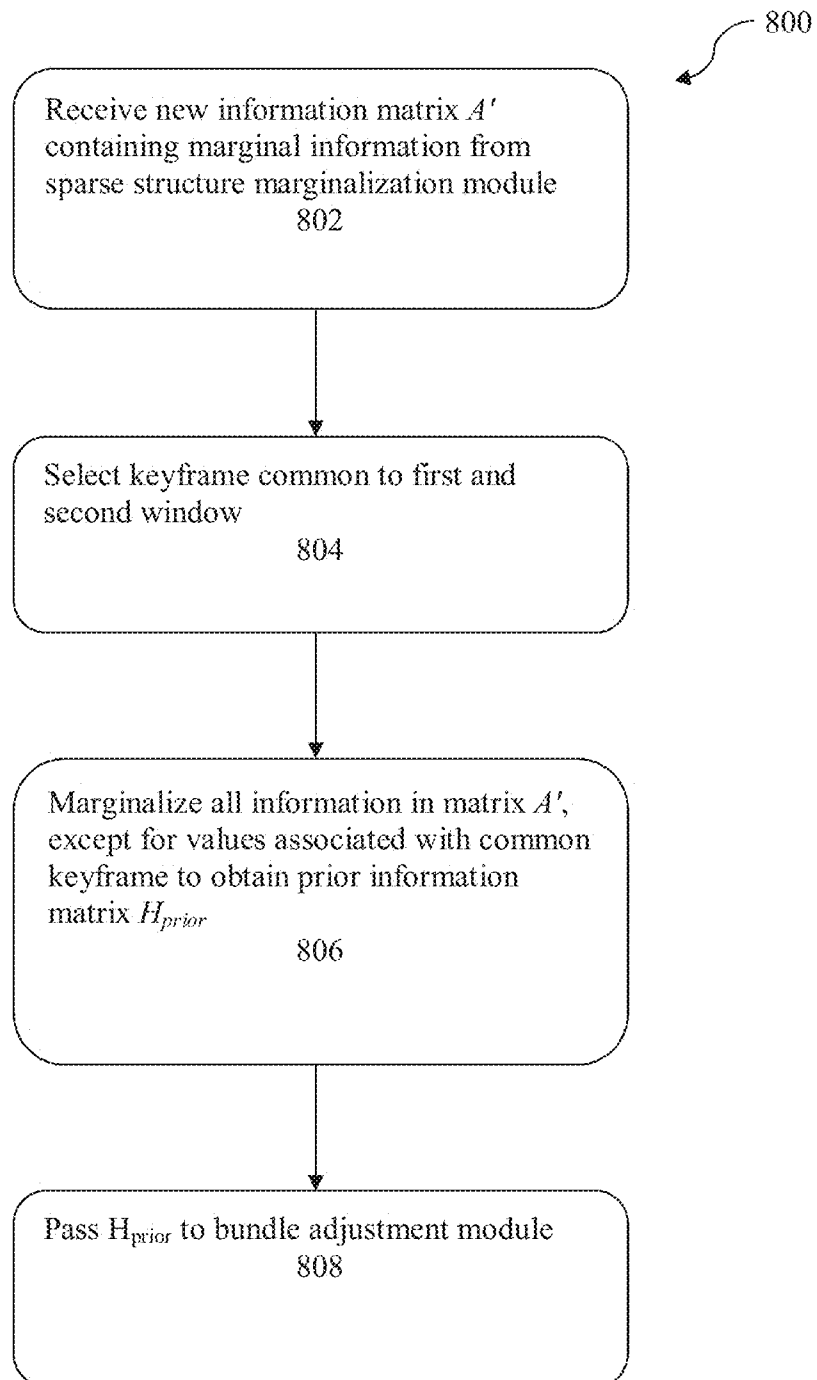 800
Receive new information matrix A'
containing marginal information from
sparse structure marginalization module
802
Select keyframe common to first and
second window
804
Marginalize all information in matrix A',
except for values associated with common
keyframe to obtain prior information
matrix Hprior
806
Pass Hprior to bundle adjustment module
808